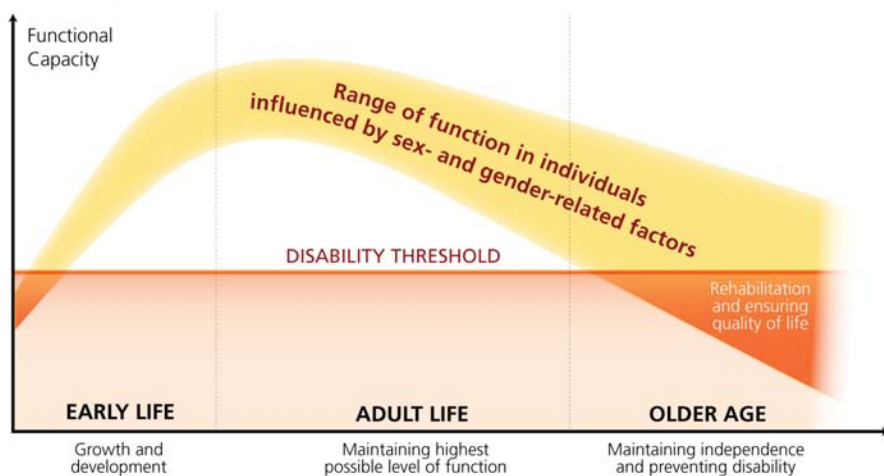 Functional
Capacity
Range of function in individuals
influenced by sex- and gender-related factors
DISABILITY THRESHOLD
Rehabilitation
and ensuring
quality of life
EARLY LIFE
ADULT LIFE
OLDER AGE
Growth and
development
Maintaining highest
possible level of function
Maintaining independence
and preventing disability